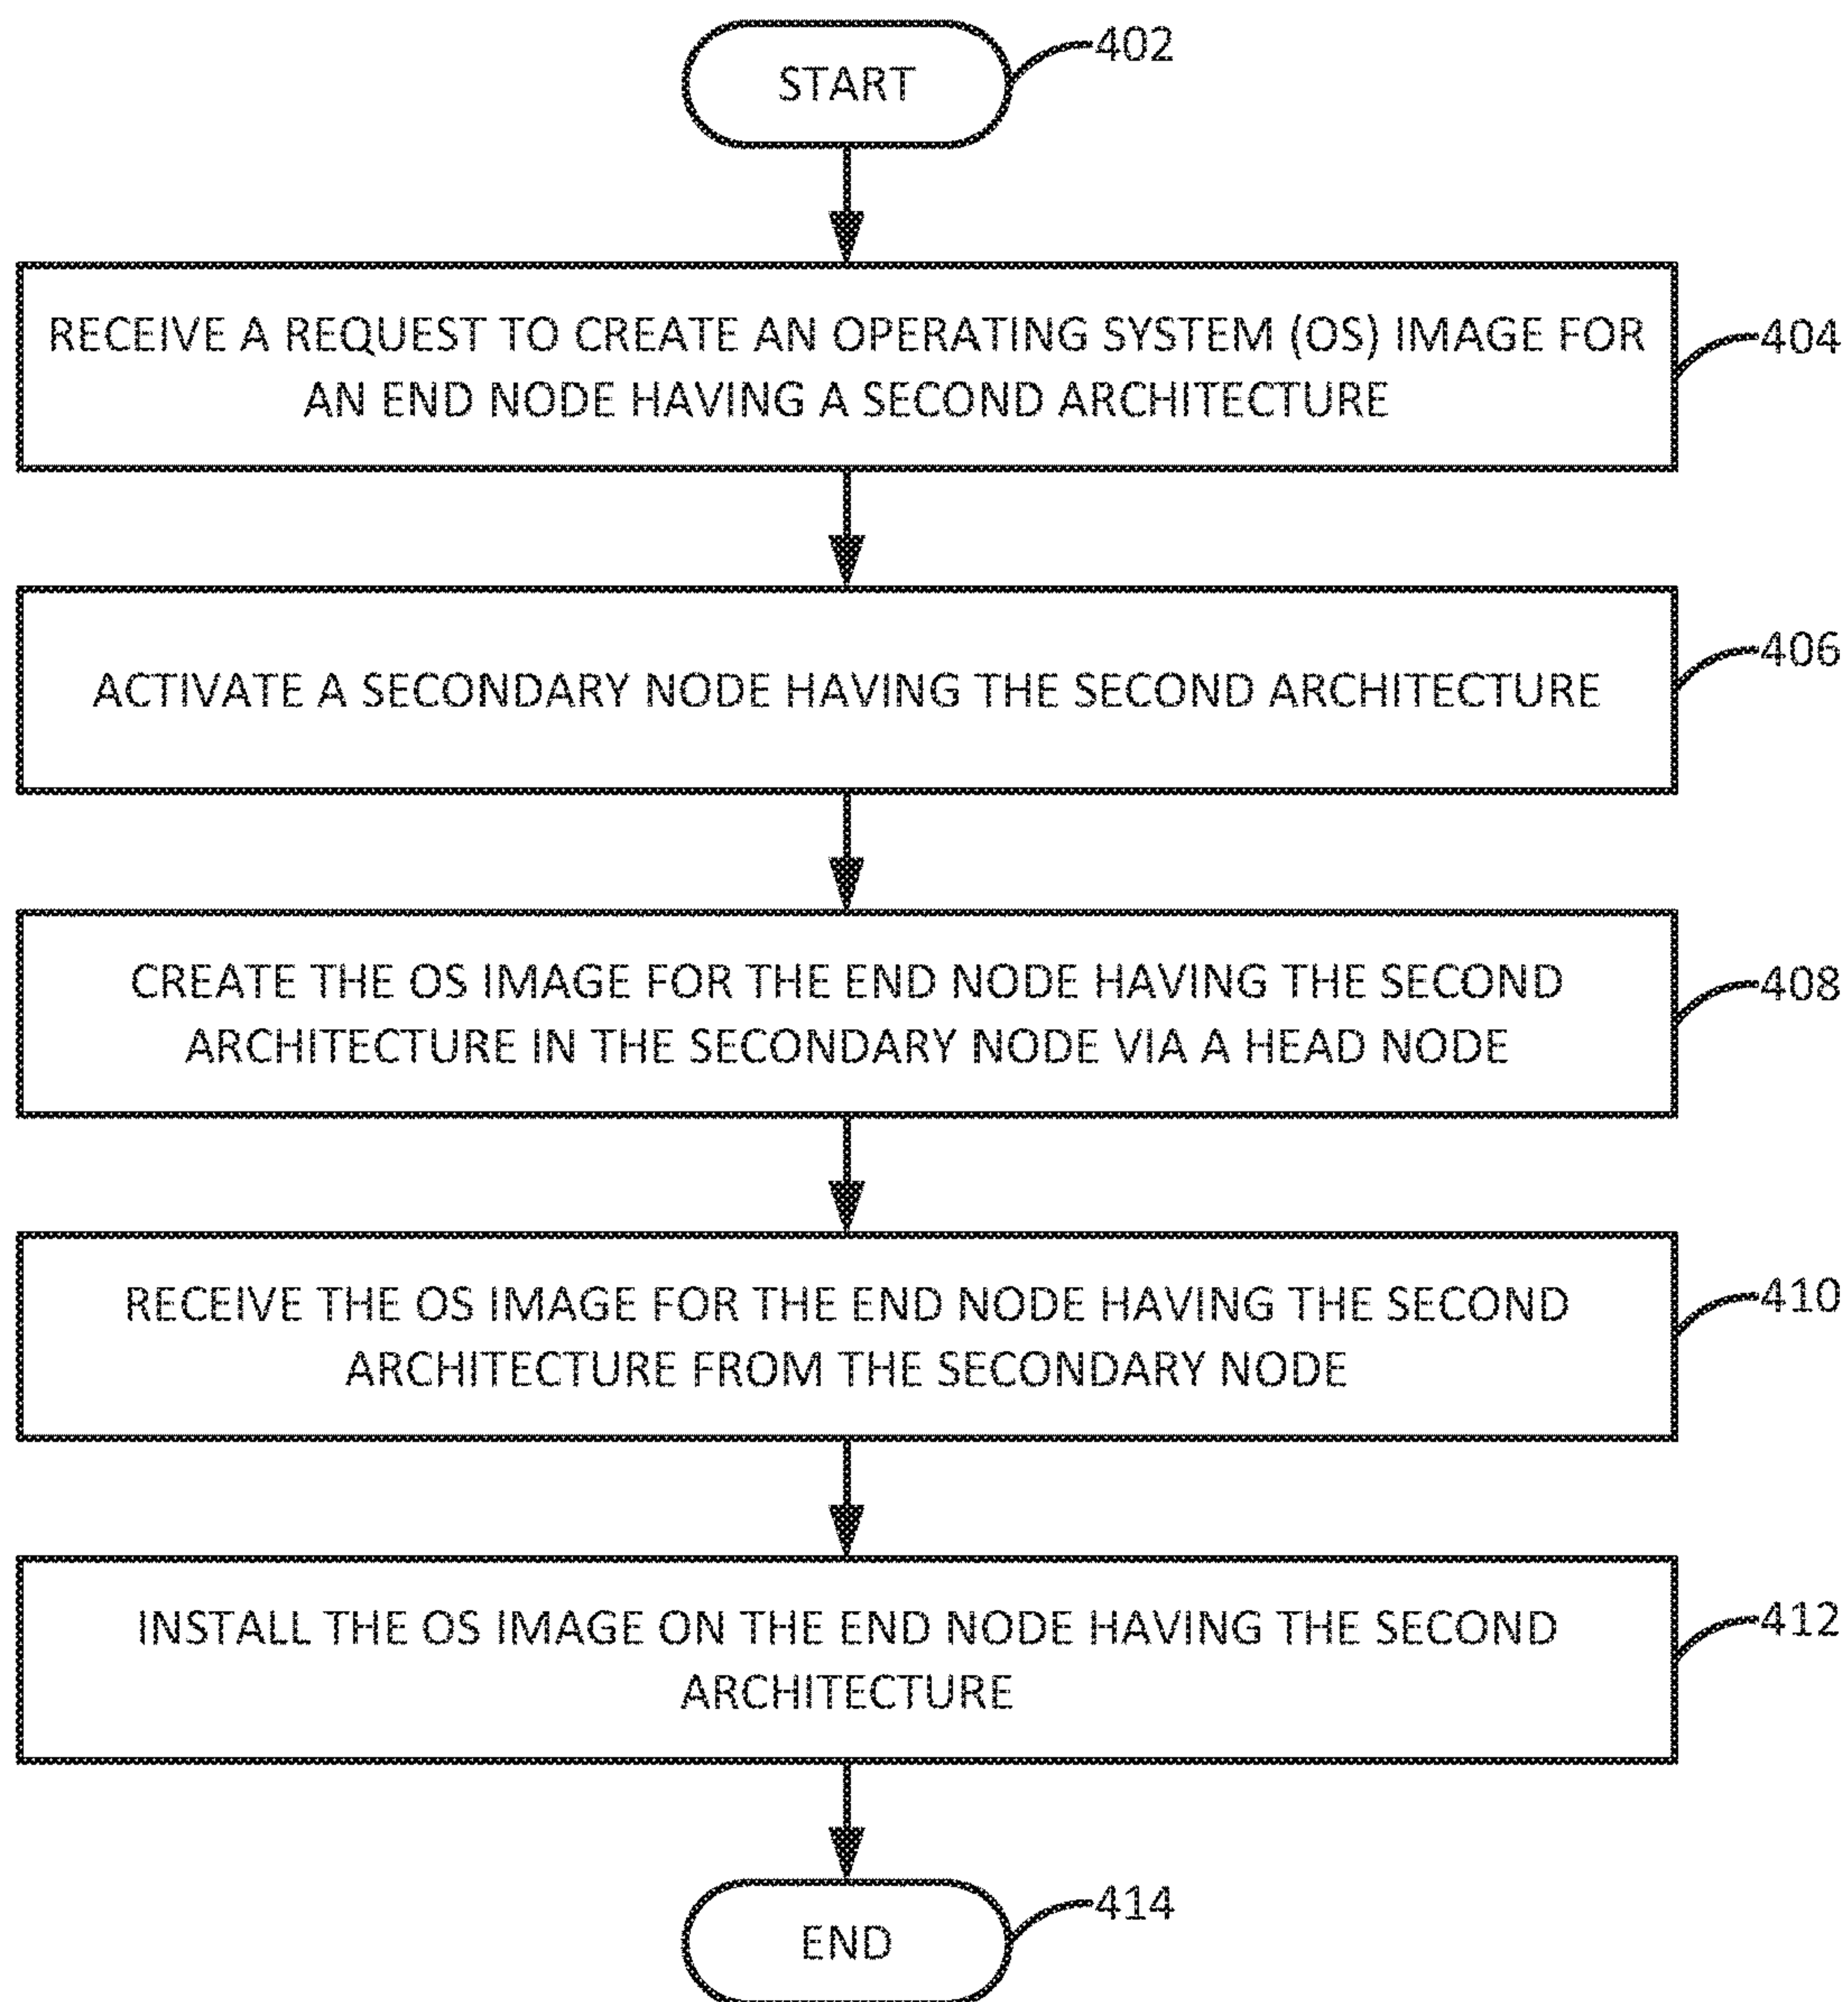 START
402
RECEIVE A REQUEST TO CREATE AN OPERATING SYSTEM (OS) IMAGE FOR
AN END NODE HAVING A SECOND ARCHITECTURE
404
ACTIVATE A SECONDARY NODE HAVING THE SECOND ARCHITECTURE
406
CREATE THE OS IMAGE FOR THE END NODE HAVING THE SECOND
ARCHITECTURE IN THE SECONDARY NODE VIA A HEAD NODE
408
RECEIVE THE OS IMAGE FOR THE END NODE HAVING THE SECOND
ARCHITECTURE FROM THE SECONDARY NODE
410
INSTALL THE OS IMAGE ON THE END NODE HAVING THE SECOND
ARCHITECTURE
412
END
414